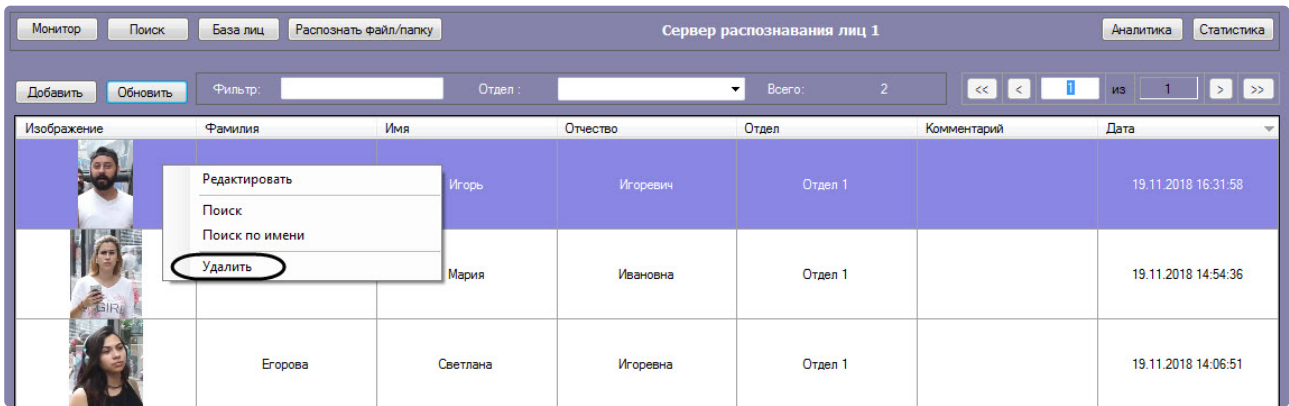 Монитор Поиск База лиц Распознать файл/папку Сервер распознавания лиц 1 Аналитика Статистика
Добавить Обновить Фильтр: Отдел : Всего: 2 << < 1 из 1 > >>
Изображение Фамилия Имя Отчество Отдел Комментарий Дата
Редактировать
Игорь Игоревич Отдел 1 19.11.2018 16:31:58
Поиск
Поиск по имени
Удалить
Мария Ивановна Отдел 1 19.11.2018 14:54:36
GIRL
Егорова Светлана Игоревна Отдел 1 19.11.2018 14:06:51